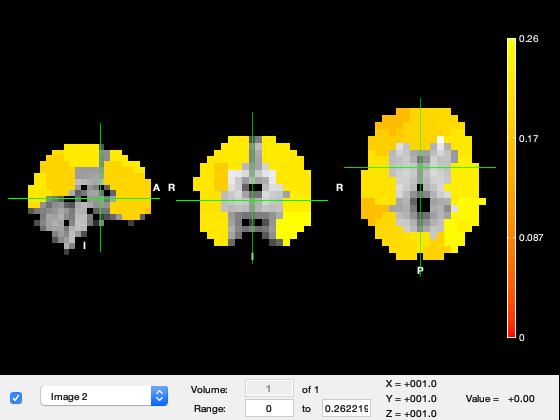 0.26
0.17
0.087
0
A
R
R
I
I
P
Image 2
Volume:
1
of 1
Range:
0
to
0.262219
X = +001.0
Y = +001.0
Z = +001.0
Value = +0.00